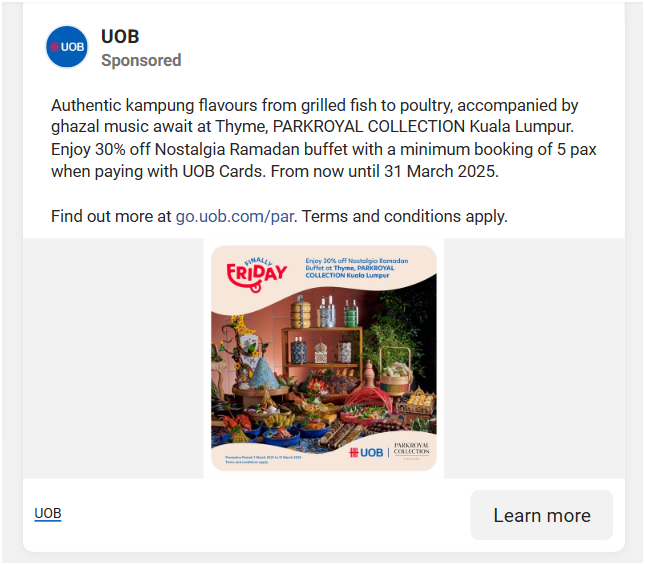 UOB
UOB
Sponsored
Authentic kampung flavours from grilled fish to poultry, accompanied by
ghazal music await at Thyme, PARKROYAL COLLECTION Kuala Lumpur.
Enjoy 30% off Nostalgia Ramadan buffet with a minimum booking of 5 pax
when paying with UOB Cards. From now until 31 March 2025.
Find out more at go.uob.com/par. Terms and conditions apply.
FINALLY
FRIDAY
Enjoy 30% off Nostalgia Ramadan
Buffet at Thyme, PARKROYAL
COLLECTION Kuala Lumpur
Terms and conditions apply.
UOB
PARKROYAL
COLLECTION
UOB
Learn more